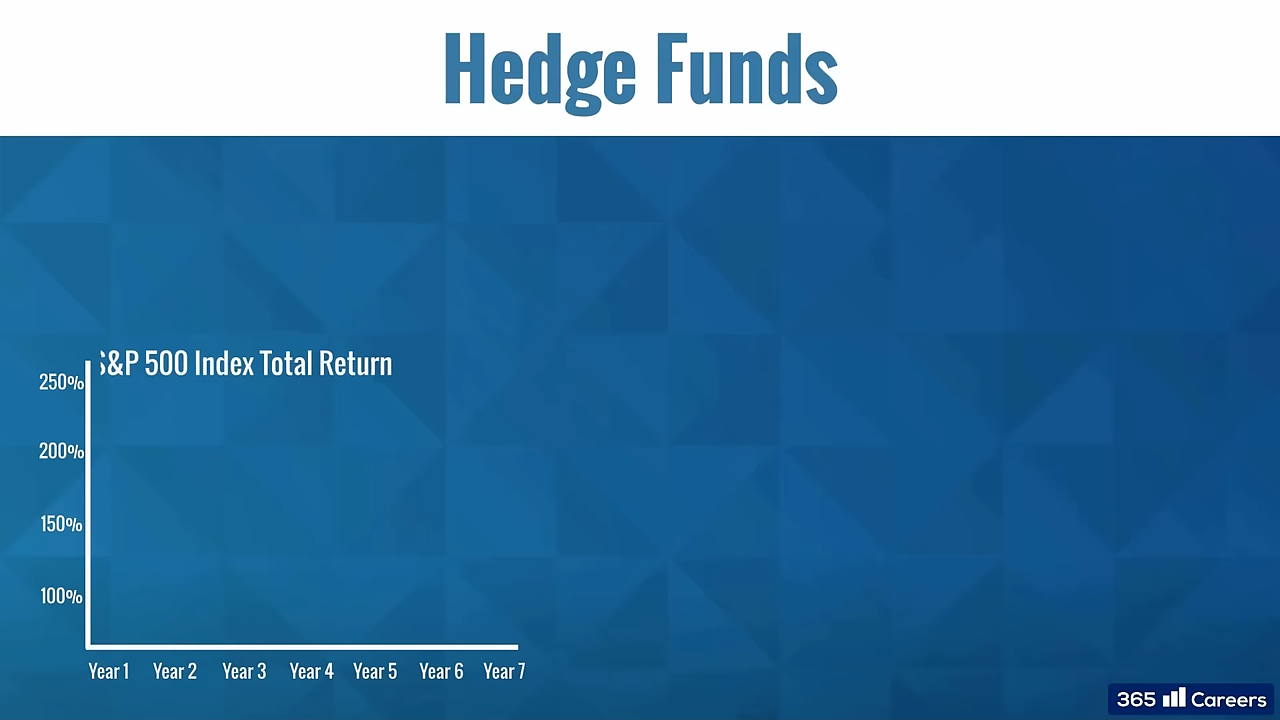 Hedge Funds
S&P 500 Index Total Return
250%
200%
150%
100%
Year 1 Year 2 Year 3 Year 4 Year 5 Year 6 Year 7
365 Careers